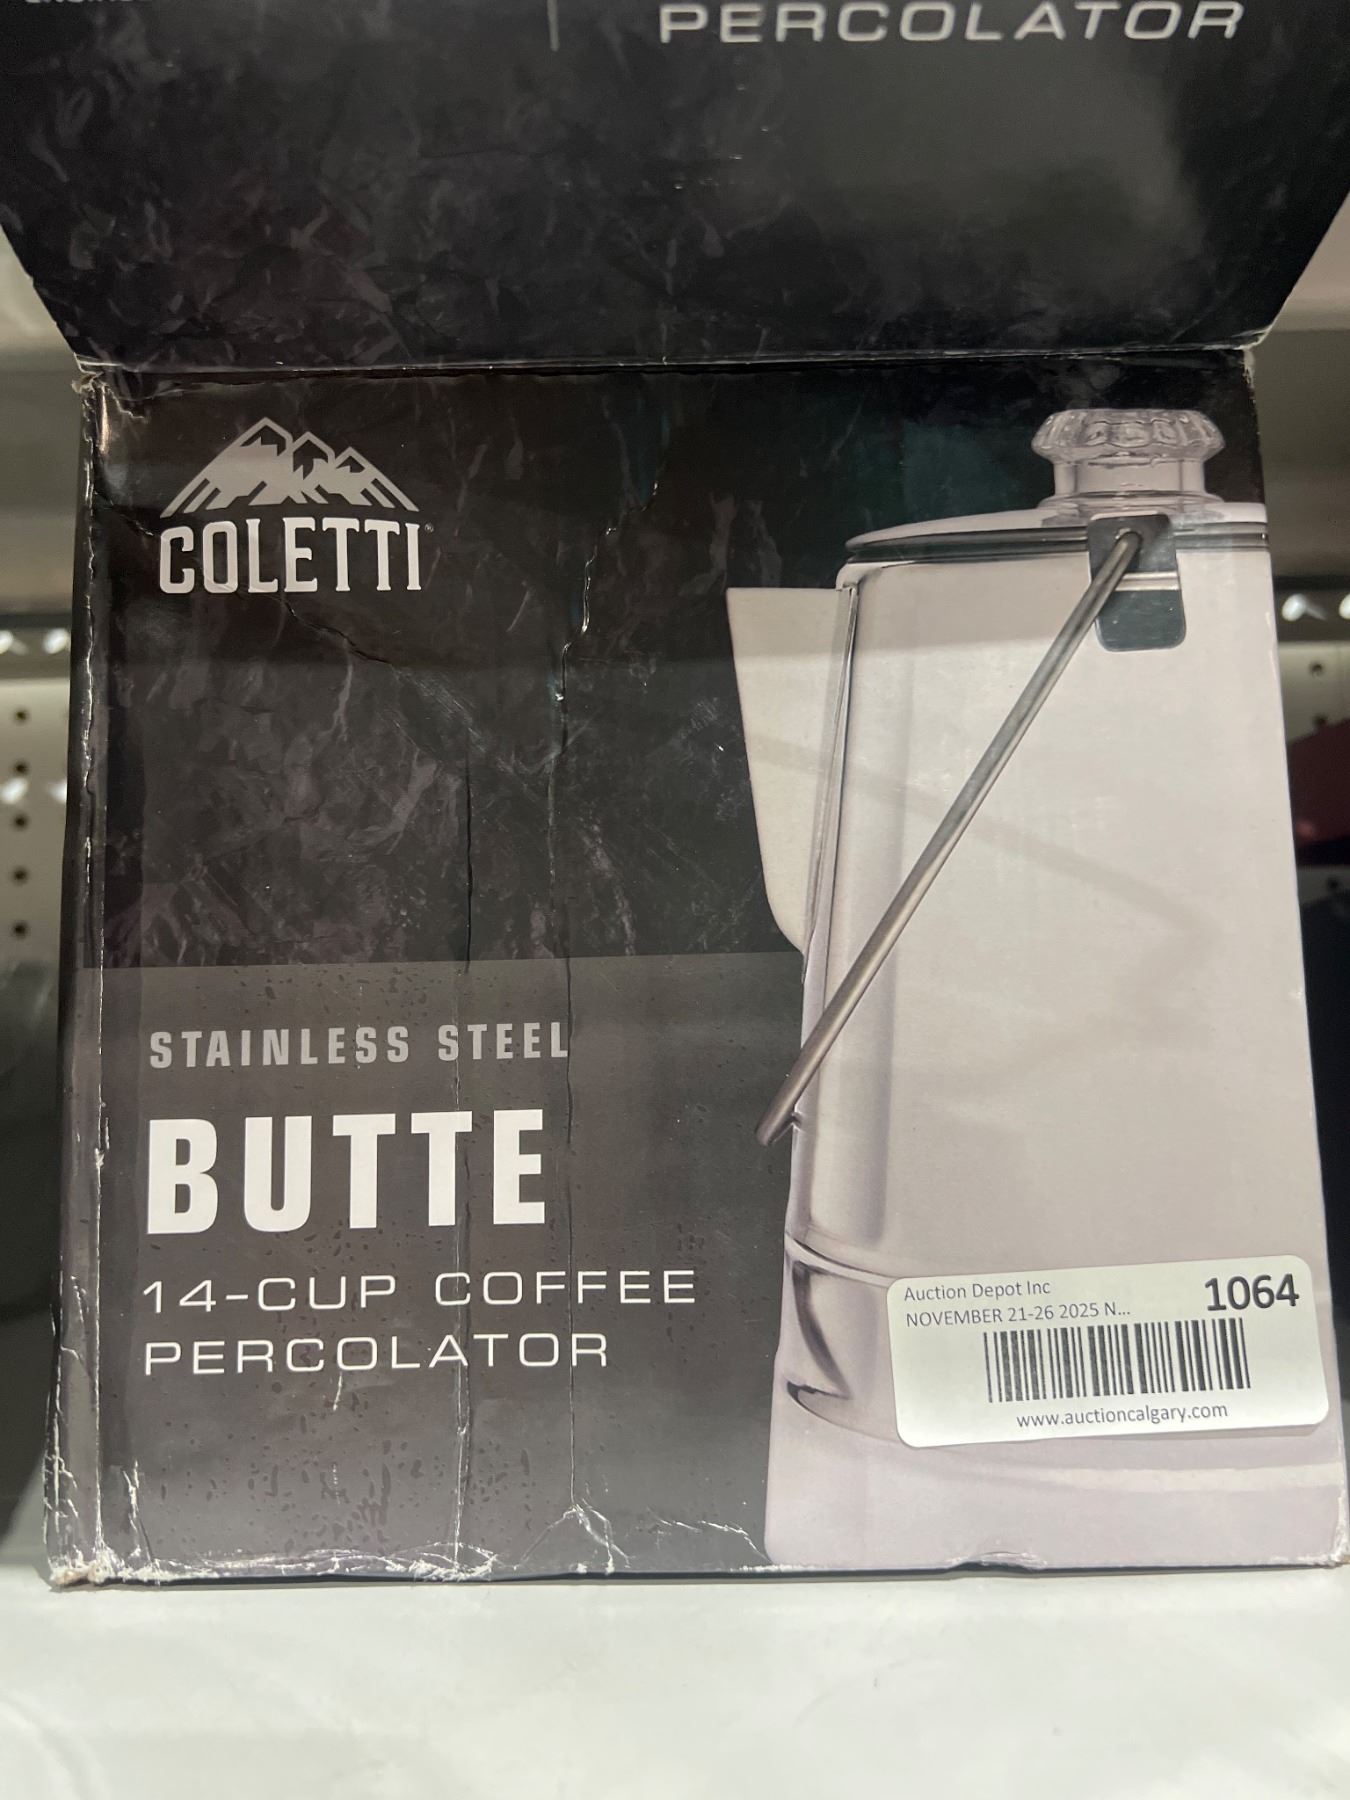 PERCOLATOR
COLETTI
STAINLESS STEEL
BUTTE
14-CUP COFFEE
PERCOLATOR
Auction Depot Inc
1064
NOVEMBER 21-26 2025 N...
www.auctioncalgary.com